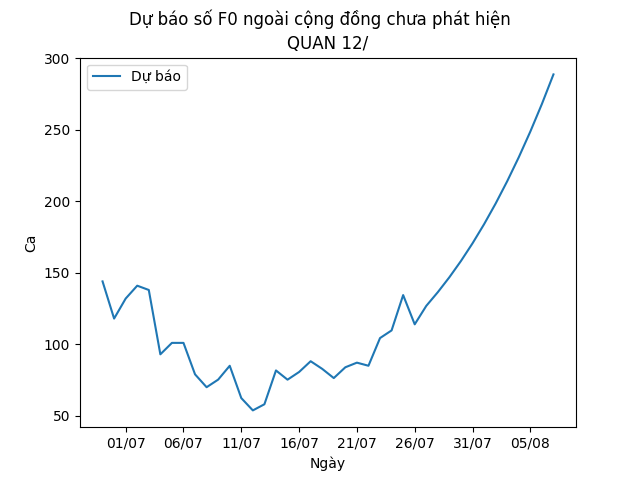 Dự báo số F0 ngoài cộng đồng chưa phát hiện
QUAN 12/
Dự báo
300
250
200
150
100
50
Ca
01/07 06/07 11/07 16/07 21/07 26/07 31/07 05/08
Ngày